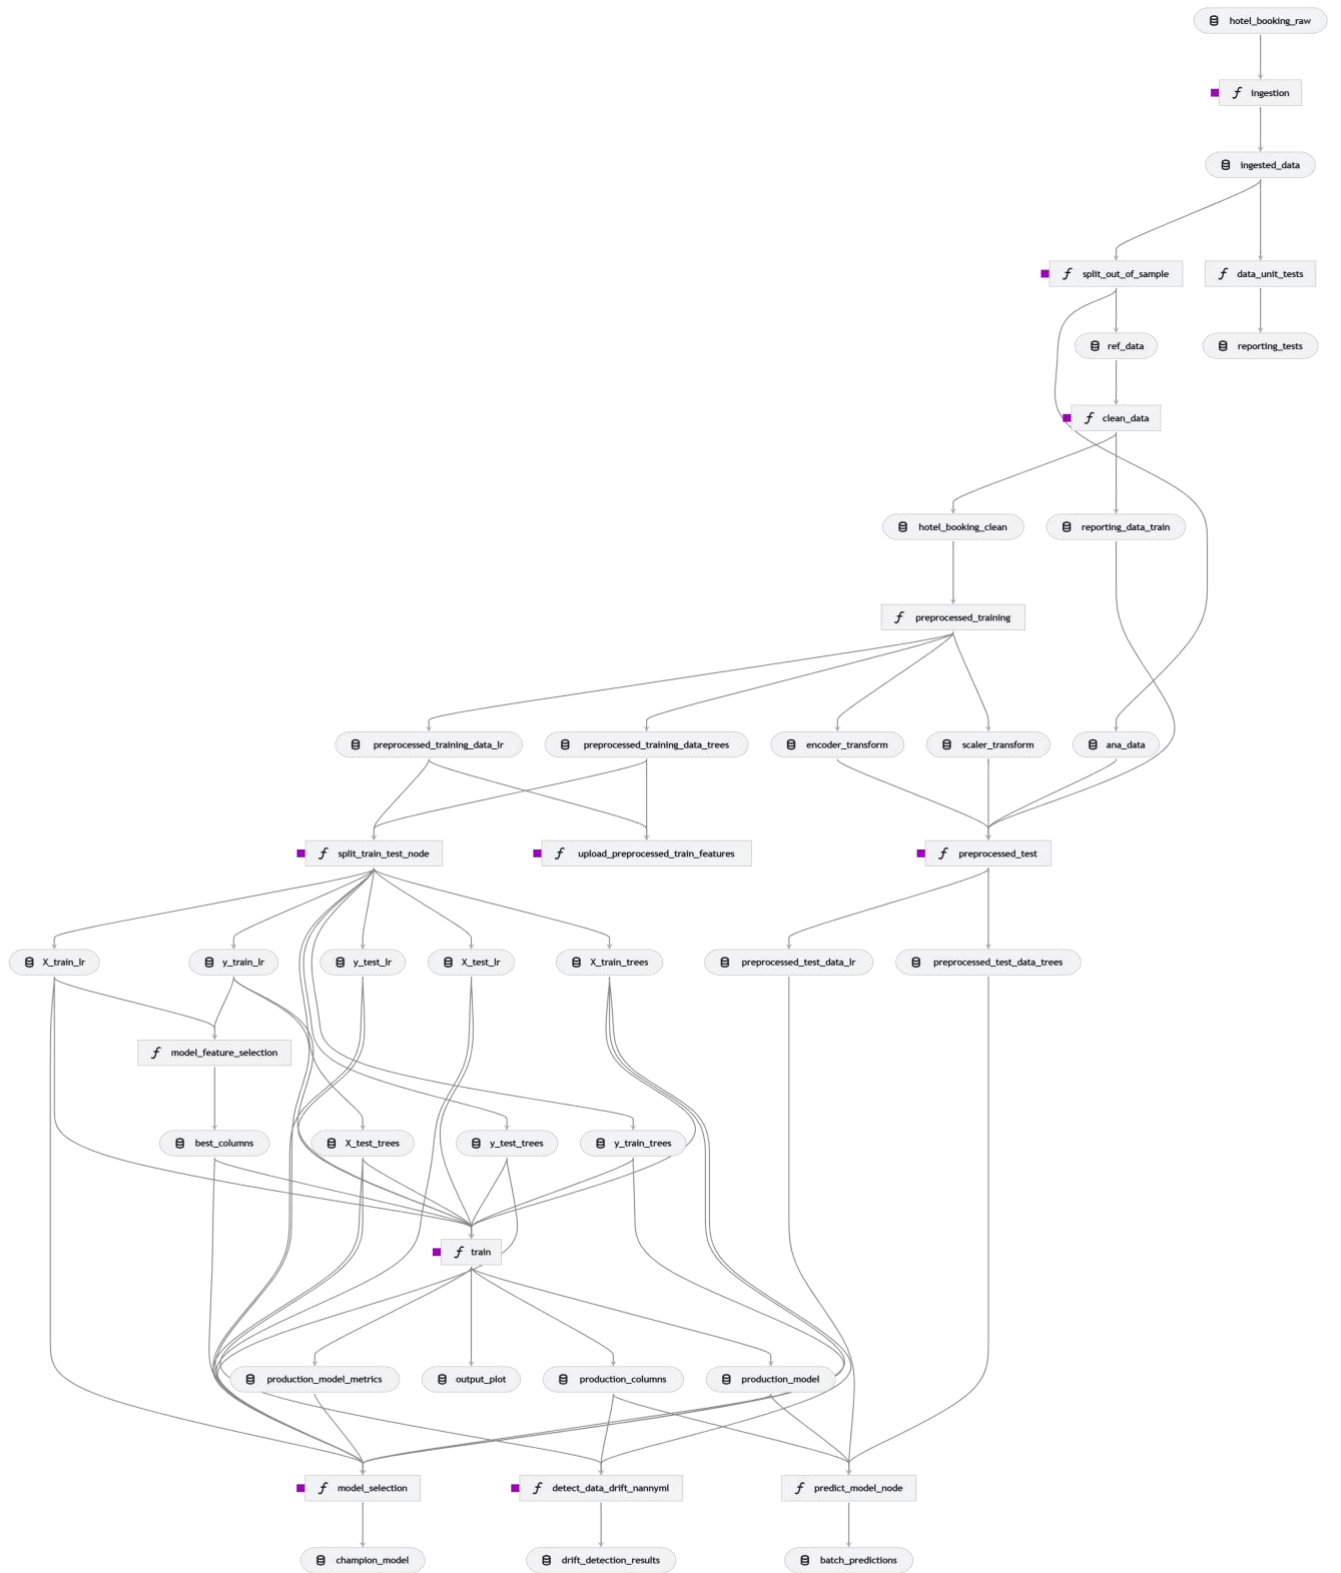 hotel_booking_raw
ingestion
ingested_data
split_out_of_sample
data_unit_tests
ref_data
reporting_tests
clean_data
hotel_booking_clean
reporting_data_train
preprocessed_training
preprocessed_training_data_lr
preprocessed_training_data_trees
encoder_transform
scaler_transform
ana_data
split_train_test_node
upload_preprocessed_train_features
preprocessed_test
X_train_lr
y_train_lr
y_test_lr
X_test_lr
X_train_trees
preprocessed_test_data_lr
preprocessed_test_data_trees
model_feature_selection
best_columns
X_test_trees
y_test_trees
y_train_trees
train
production_model_metrics
output_plot
production_columns
production_model
model_selection
detect_data_drift_nannyml
predict_model_node
champion_model
drift_detection_results
batch_predictions